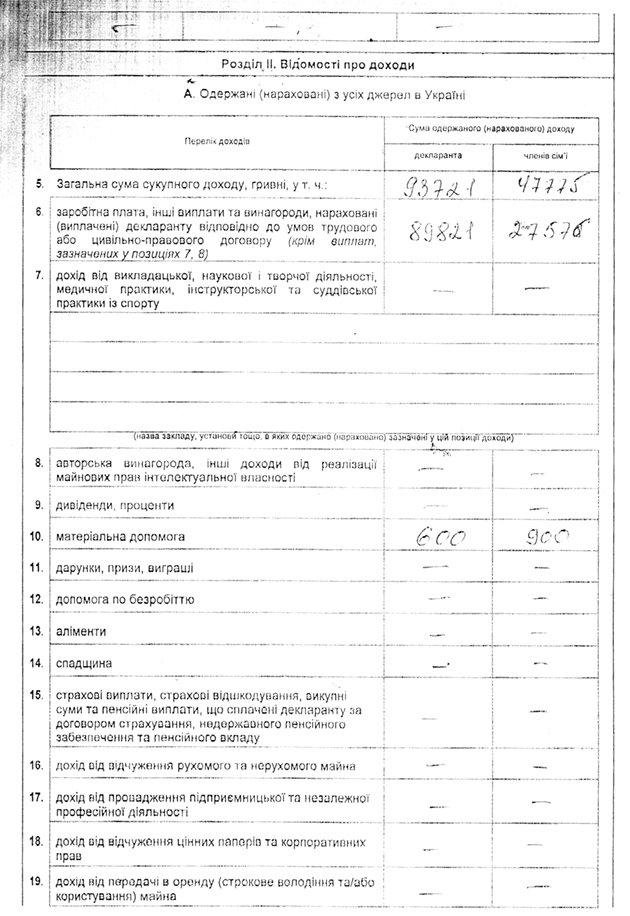 Розділ II. Відомості про доходи
А. Одержані (нараховані) з усіх джерел в Україні
Перелік доходів
Сума одержаного (нарахованого) доходу
декларанта
членів сім'ї
5. Загальна сума сукупного доходу, гривні, у т. ч.: 93721 47775
6. заробітна плата, інші виплати та винагороди, нараховані
(виплачені) декларанту відповідно до умов трудового
або цивільно-правового договору (крім виплат, 89821
зазначених у позиціях 7, 8)
7. дохід від викладацької, наукової і творчої діяльності, — —
медичної практики, інструкторської та суддівської
практики із спорту
(назва закладу, установи тощо, в яких одержано (нараховано) зазначені у цій позиції доходи)
8. авторська винагорода, інші доходи від реалізації — —
майнових прав інтелектуальної власності
9. дивіденди, проценти — —
10. матеріальна допомога 600 900
11. дарунки, призи, виграші — —
12. допомога по безробіттю — —
13. аліменти — —
14. спадщина — —
15. страхові виплати, страхові відшкодування, викупні
суми та пенсійні виплати, що сплачені декларанту за — —
договором страхування, недержавного пенсійного
забезпечення та пенсійного вкладу
16. дохід від відчуження рухомого та нерухомого майна — —
17. дохід від провадження підприємницької та незалежної — —
професійної діяльності
18. дохід від відчуження цінних паперів та корпоративних — —
прав
19. дохід від передачі в оренду (строкове володіння та/або — —
користування) майна